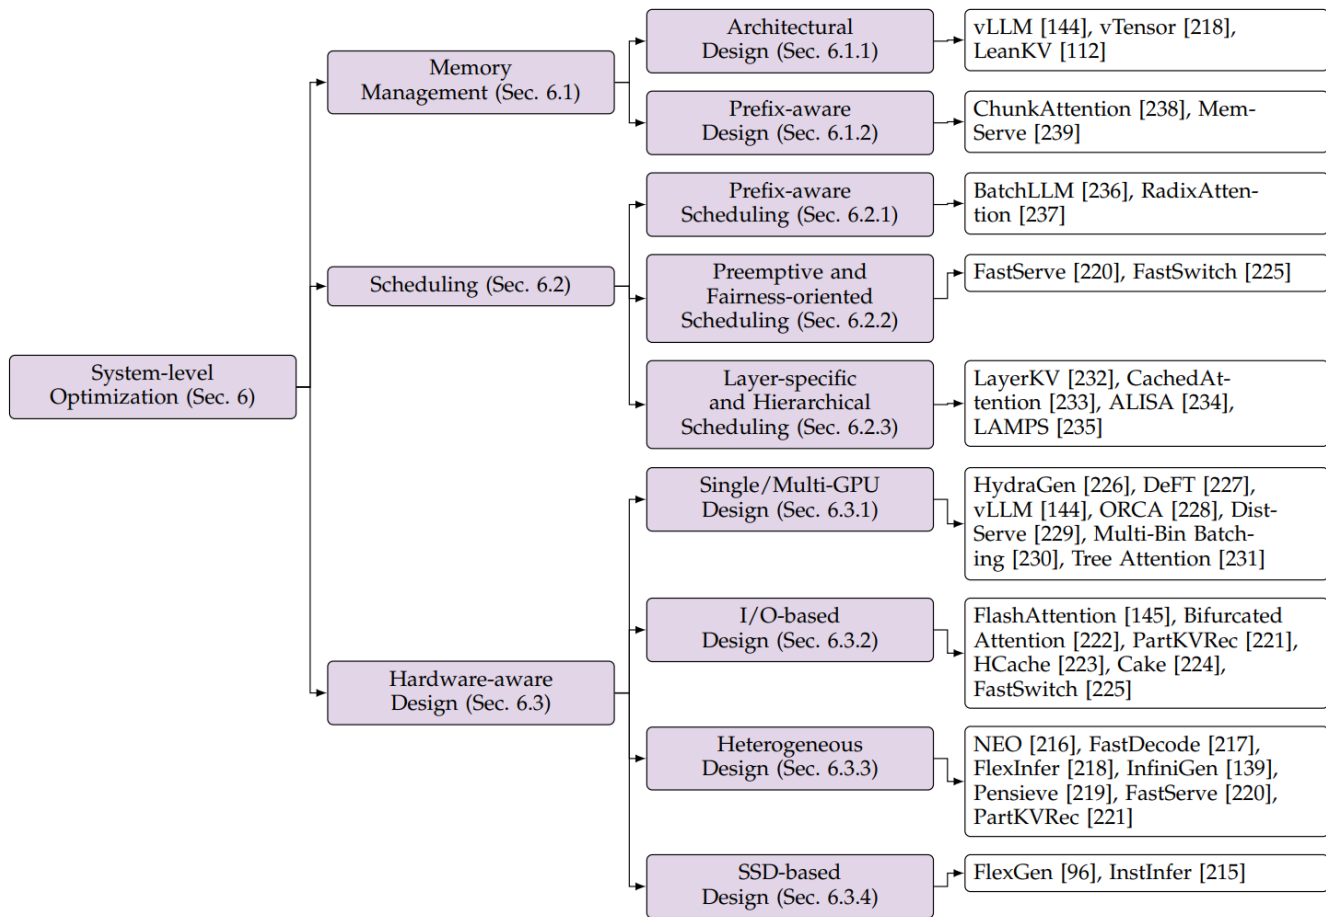 System-level
Optimization (Sec. 6)
Memory
Management (Sec. 6.1)
Architectural
Design (Sec. 6.1.1)
vLLM [144], vTensor [218],
LeanKV [112]
Prefix-aware
Design (Sec. 6.1.2)
ChunkAttention [238], Mem-
Serve [239]
Scheduling (Sec. 6.2)
Prefix-aware
Scheduling (Sec. 6.2.1)
BatchLLM [236], RadixAtten-
tion [237]
Preemptive and
Fairness-oriented
Scheduling (Sec. 6.2.2)
FastServe [220], FastSwitch [225]
Layer-specific
and Hierarchical
Scheduling (Sec. 6.2.3)
LayerKV [232], CachedAt-
tention [233], ALISA [234],
LAMPS [235]
Hardware-aware
Design (Sec. 6.3)
Single/Multi-GPU
Design (Sec. 6.3.1)
HydraGen [226], DeFT [227],
vLLM [144], ORCA [228], Dist-
Serve [229], Multi-Bin Batch-
ing [230], Tree Attention [231]
I/O-based
Design (Sec. 6.3.2)
FlashAttention [145], Bifurcated
Attention [222], PartKVRec [221],
HCache [223], Cake [224],
FastSwitch [225]
Heterogeneous
Design (Sec. 6.3.3)
NEO [216], FastDecode [217],
FlexInfer [218], InfiniGen [139],
Pensieve [219], FastServe [220],
PartKVRec [221]
SSD-based
Design (Sec. 6.3.4)
FlexGen [96], InstInfer [215]